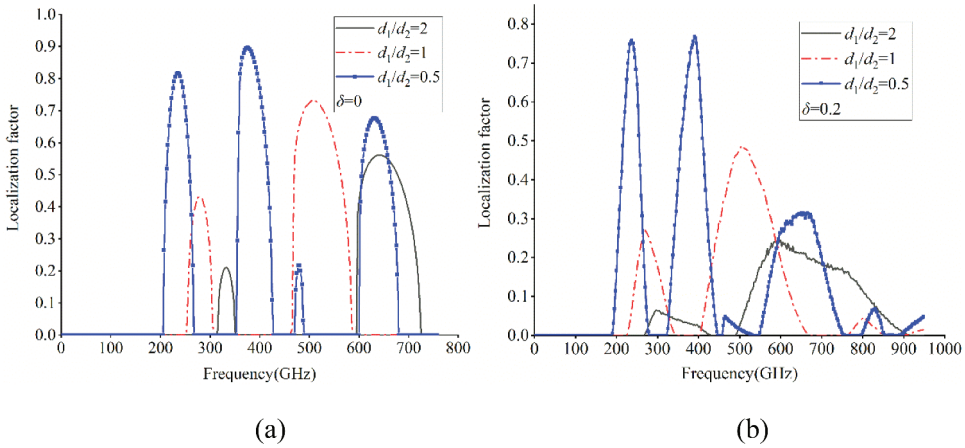 1.0
0.9
0.8
0.7
0.6
0.5
0.4
0.3
0.2
0.1
0.0
Localization factor
d₁/d₂=2
d₁/d₂=1
d₁/d₂=0.5
δ=0
0 100 200 300 400 500 600 700 800
Frequency(GHz)
(a)
0.8
0.7
0.6
0.5
0.4
0.3
0.2
0.1
0.0
Localization factor
d₁/d₂=2
d₁/d₂=1
d₁/d₂=0.5
δ=0.2
0 100 200 300 400 500 600 700 800 900 1000
Frequency(GHz)
(b)